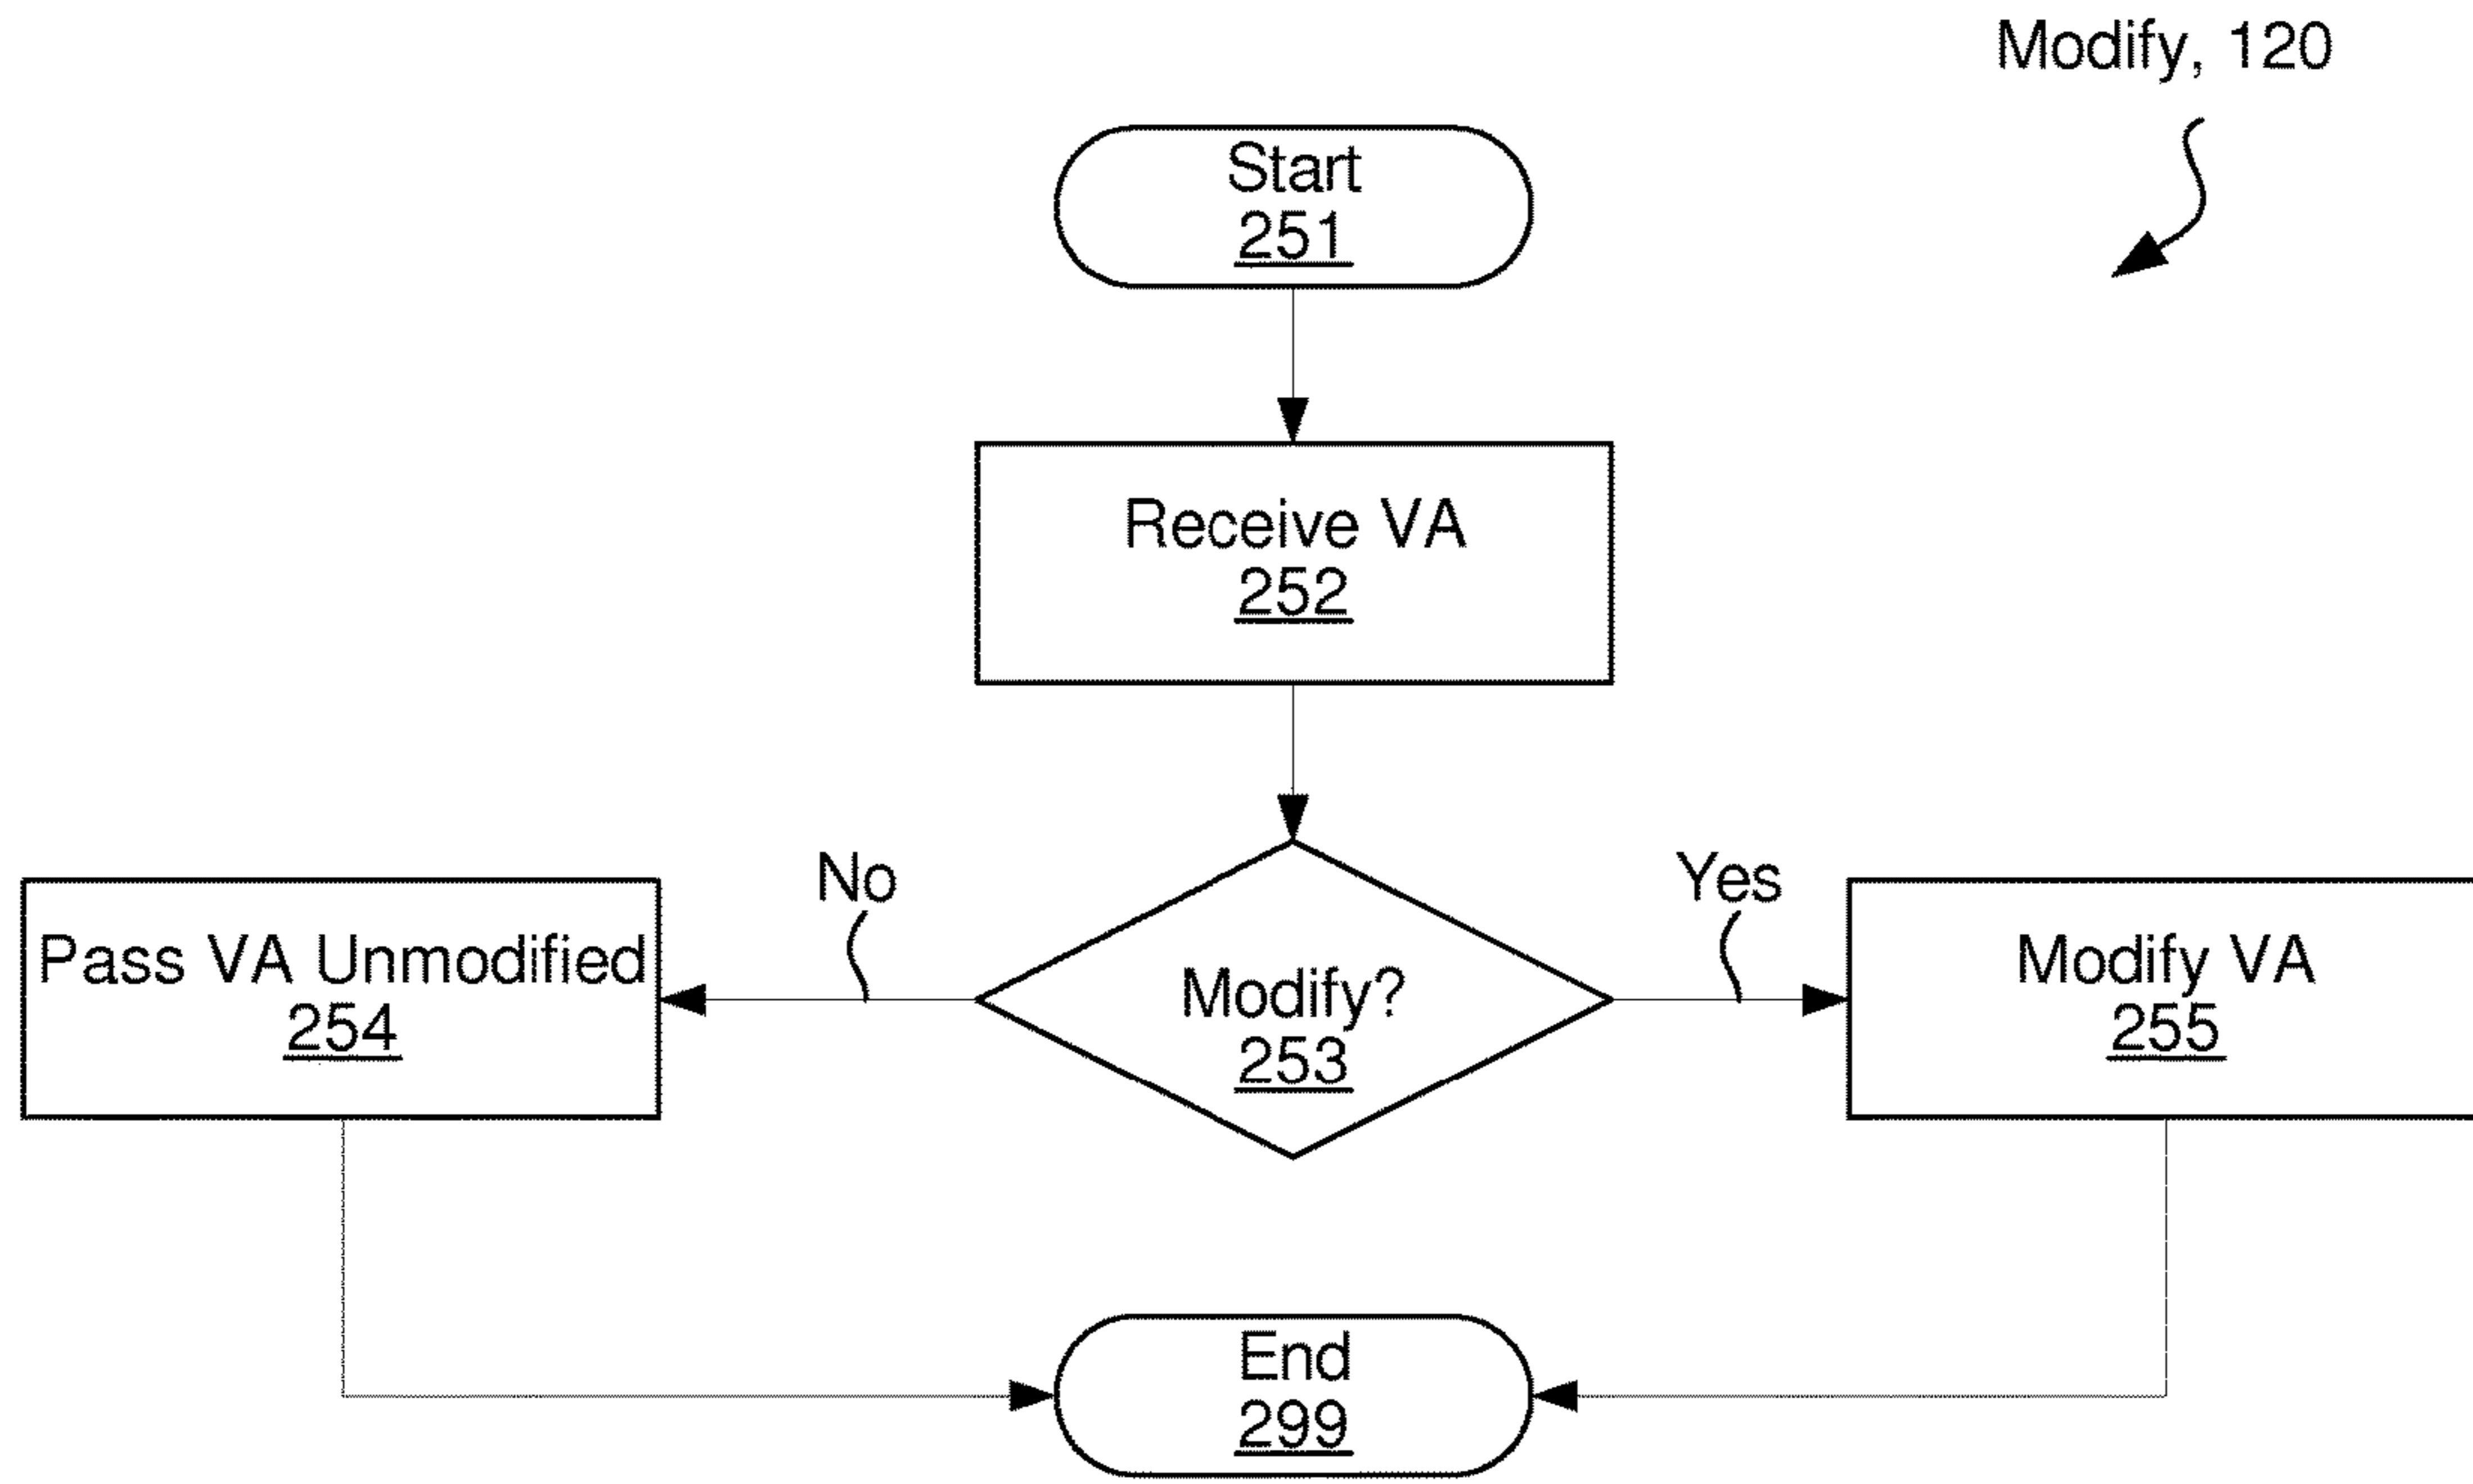 Modify, 120
Start
251
Receive VA
252
No
Yes
Pass VA Unmodified
254
Modify?
253
Modify VA
255
End
299